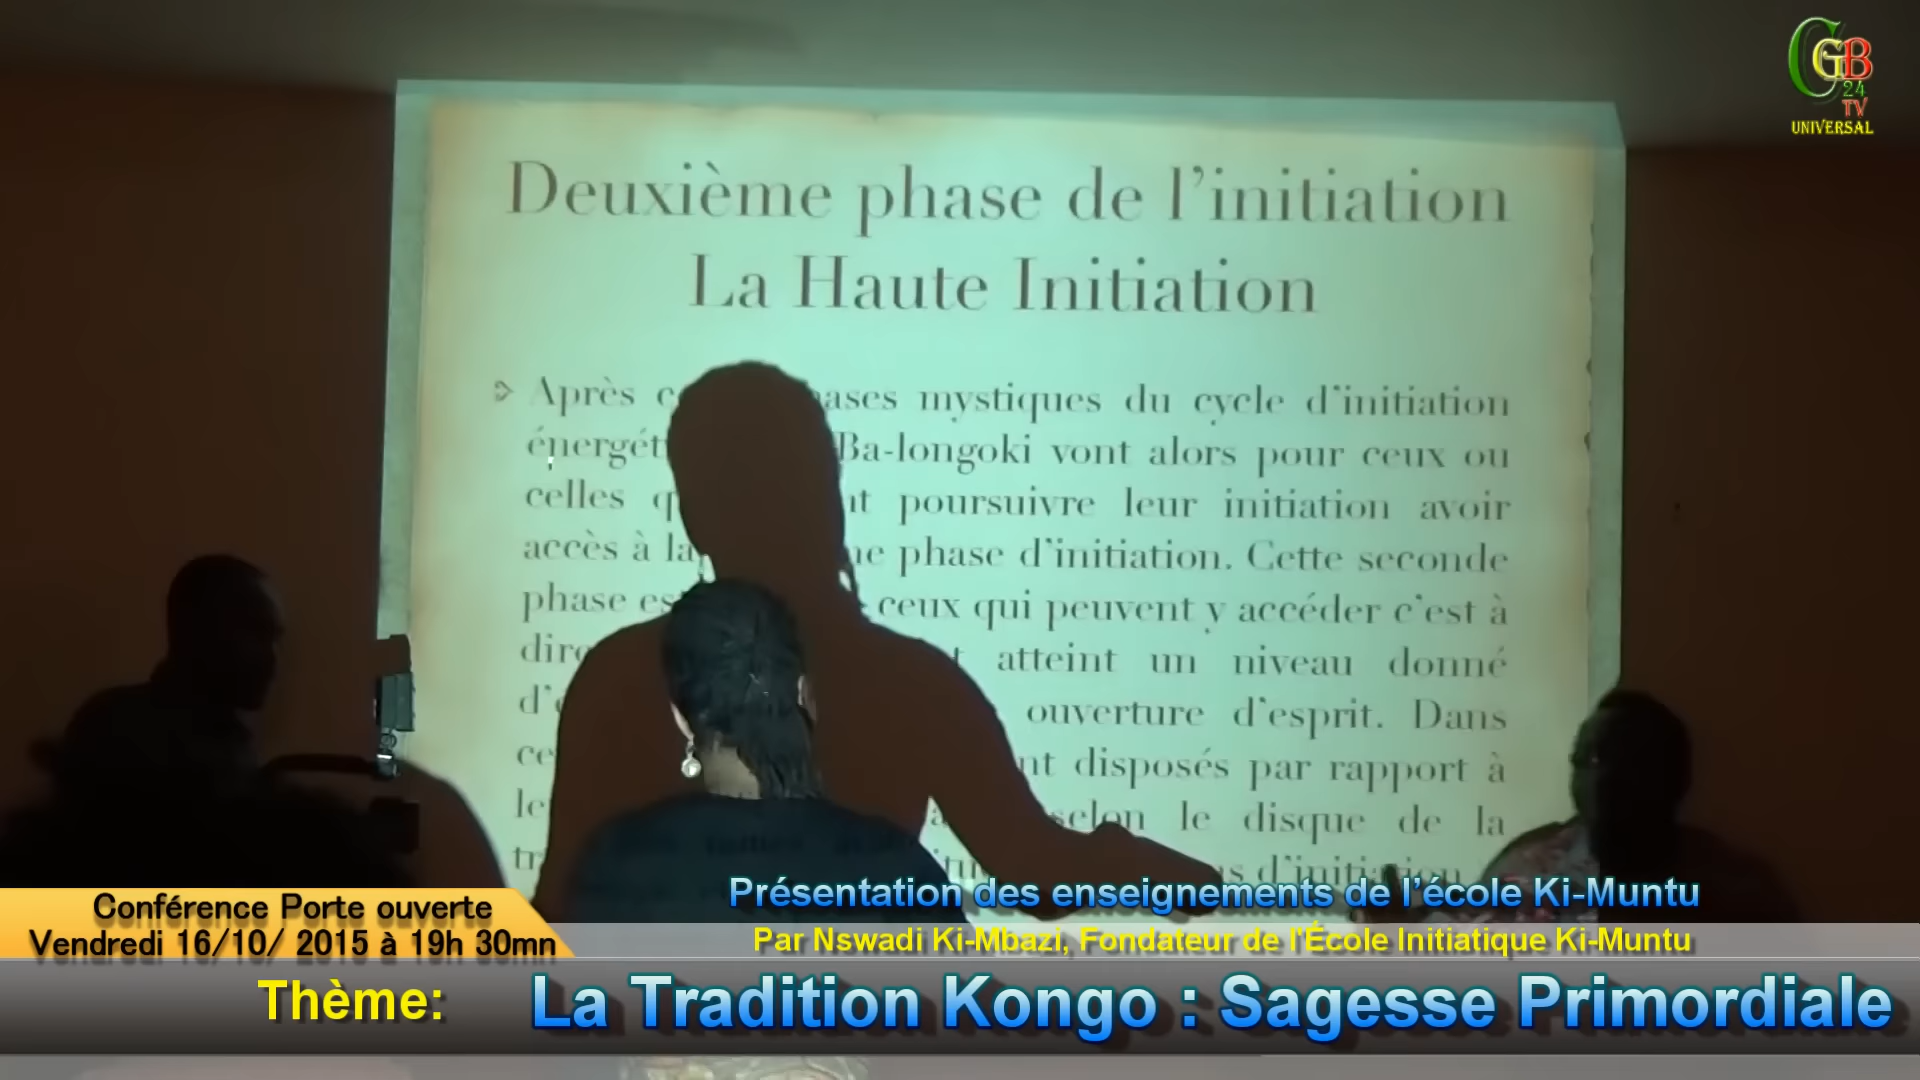 CGB
24
TV
UNIVERSAL
Deuxième phase de l'initiation
La Haute Initiation
Après ases mystiques du cycle d'initiation
énergét Ba-longoki vont alors pour ceux ou
celles poursuivre leur initiation avoir
accès à la phase d'initiation. Cette seconde
phase ceux qui peuvent y accéder c'est à
dire atteint un niveau donné
ouverture d'esprit. Dans
disposés par rapport à
selon le disque de la
d'initiation
Conférence Porte ouverte
Vendredi 16/10/ 2015 à 19h 30mn
Présentation des enseignements de l'école Ki-Muntu
Par Nswadi Ki-Mbazi, Fondateur de l'École Initiatique Ki-Muntu
Thème: La Tradition Kongo : Sagesse Primordiale